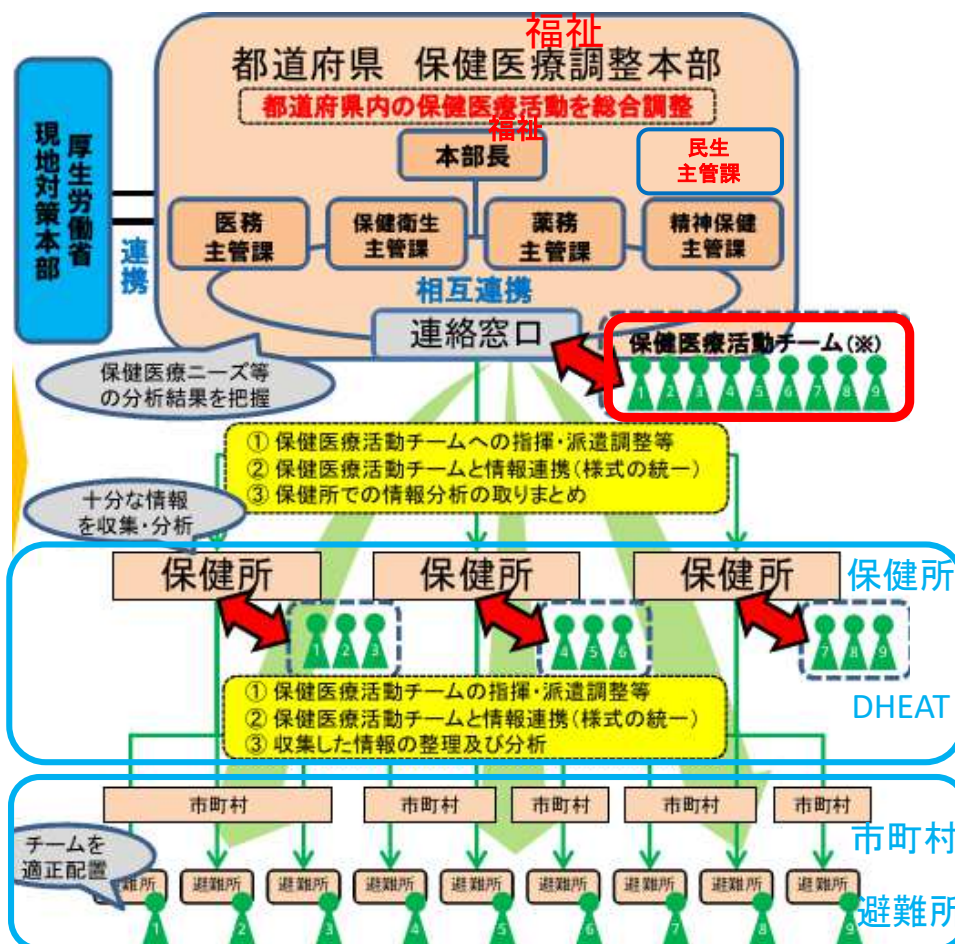 福祉
都道府県 保健医療調整本部
都道府県内の保健医療活動を総合調整
福祉
本部長
民生
主管課
厚生労働省
現地対策本部
連携
医務
主管課
保健衛生
主管課
薬務
主管課
精神保健
主管課
相互連携
連絡窓口
保健医療活動チーム(※)
1 2 3 4 5 6 7 8 9
保健医療ニーズ等
の分析結果を把握
① 保健医療活動チームへの指揮・派遣調整等
② 保健医療活動チームと情報連携(様式の統一)
③ 保健所での情報分析の取りまとめ
十分な情報
を収集・分析
保健所 保健所 保健所 保健所
1 2 3 4 5 6 7 8 9
① 保健医療活動チームの指揮・派遣調整等
② 保健医療活動チームと情報連携(様式の統一)
③ 収集した情報の整理及び分析
DHEAT
市町村 市町村 市町村 市町村 市町村
市町村
チームを
適正配置
難所 避難所 避難所 避難所 避難所 避難所 避難所 避難所 避難所
避難所
1 2 3 4 5 6 7 8 9